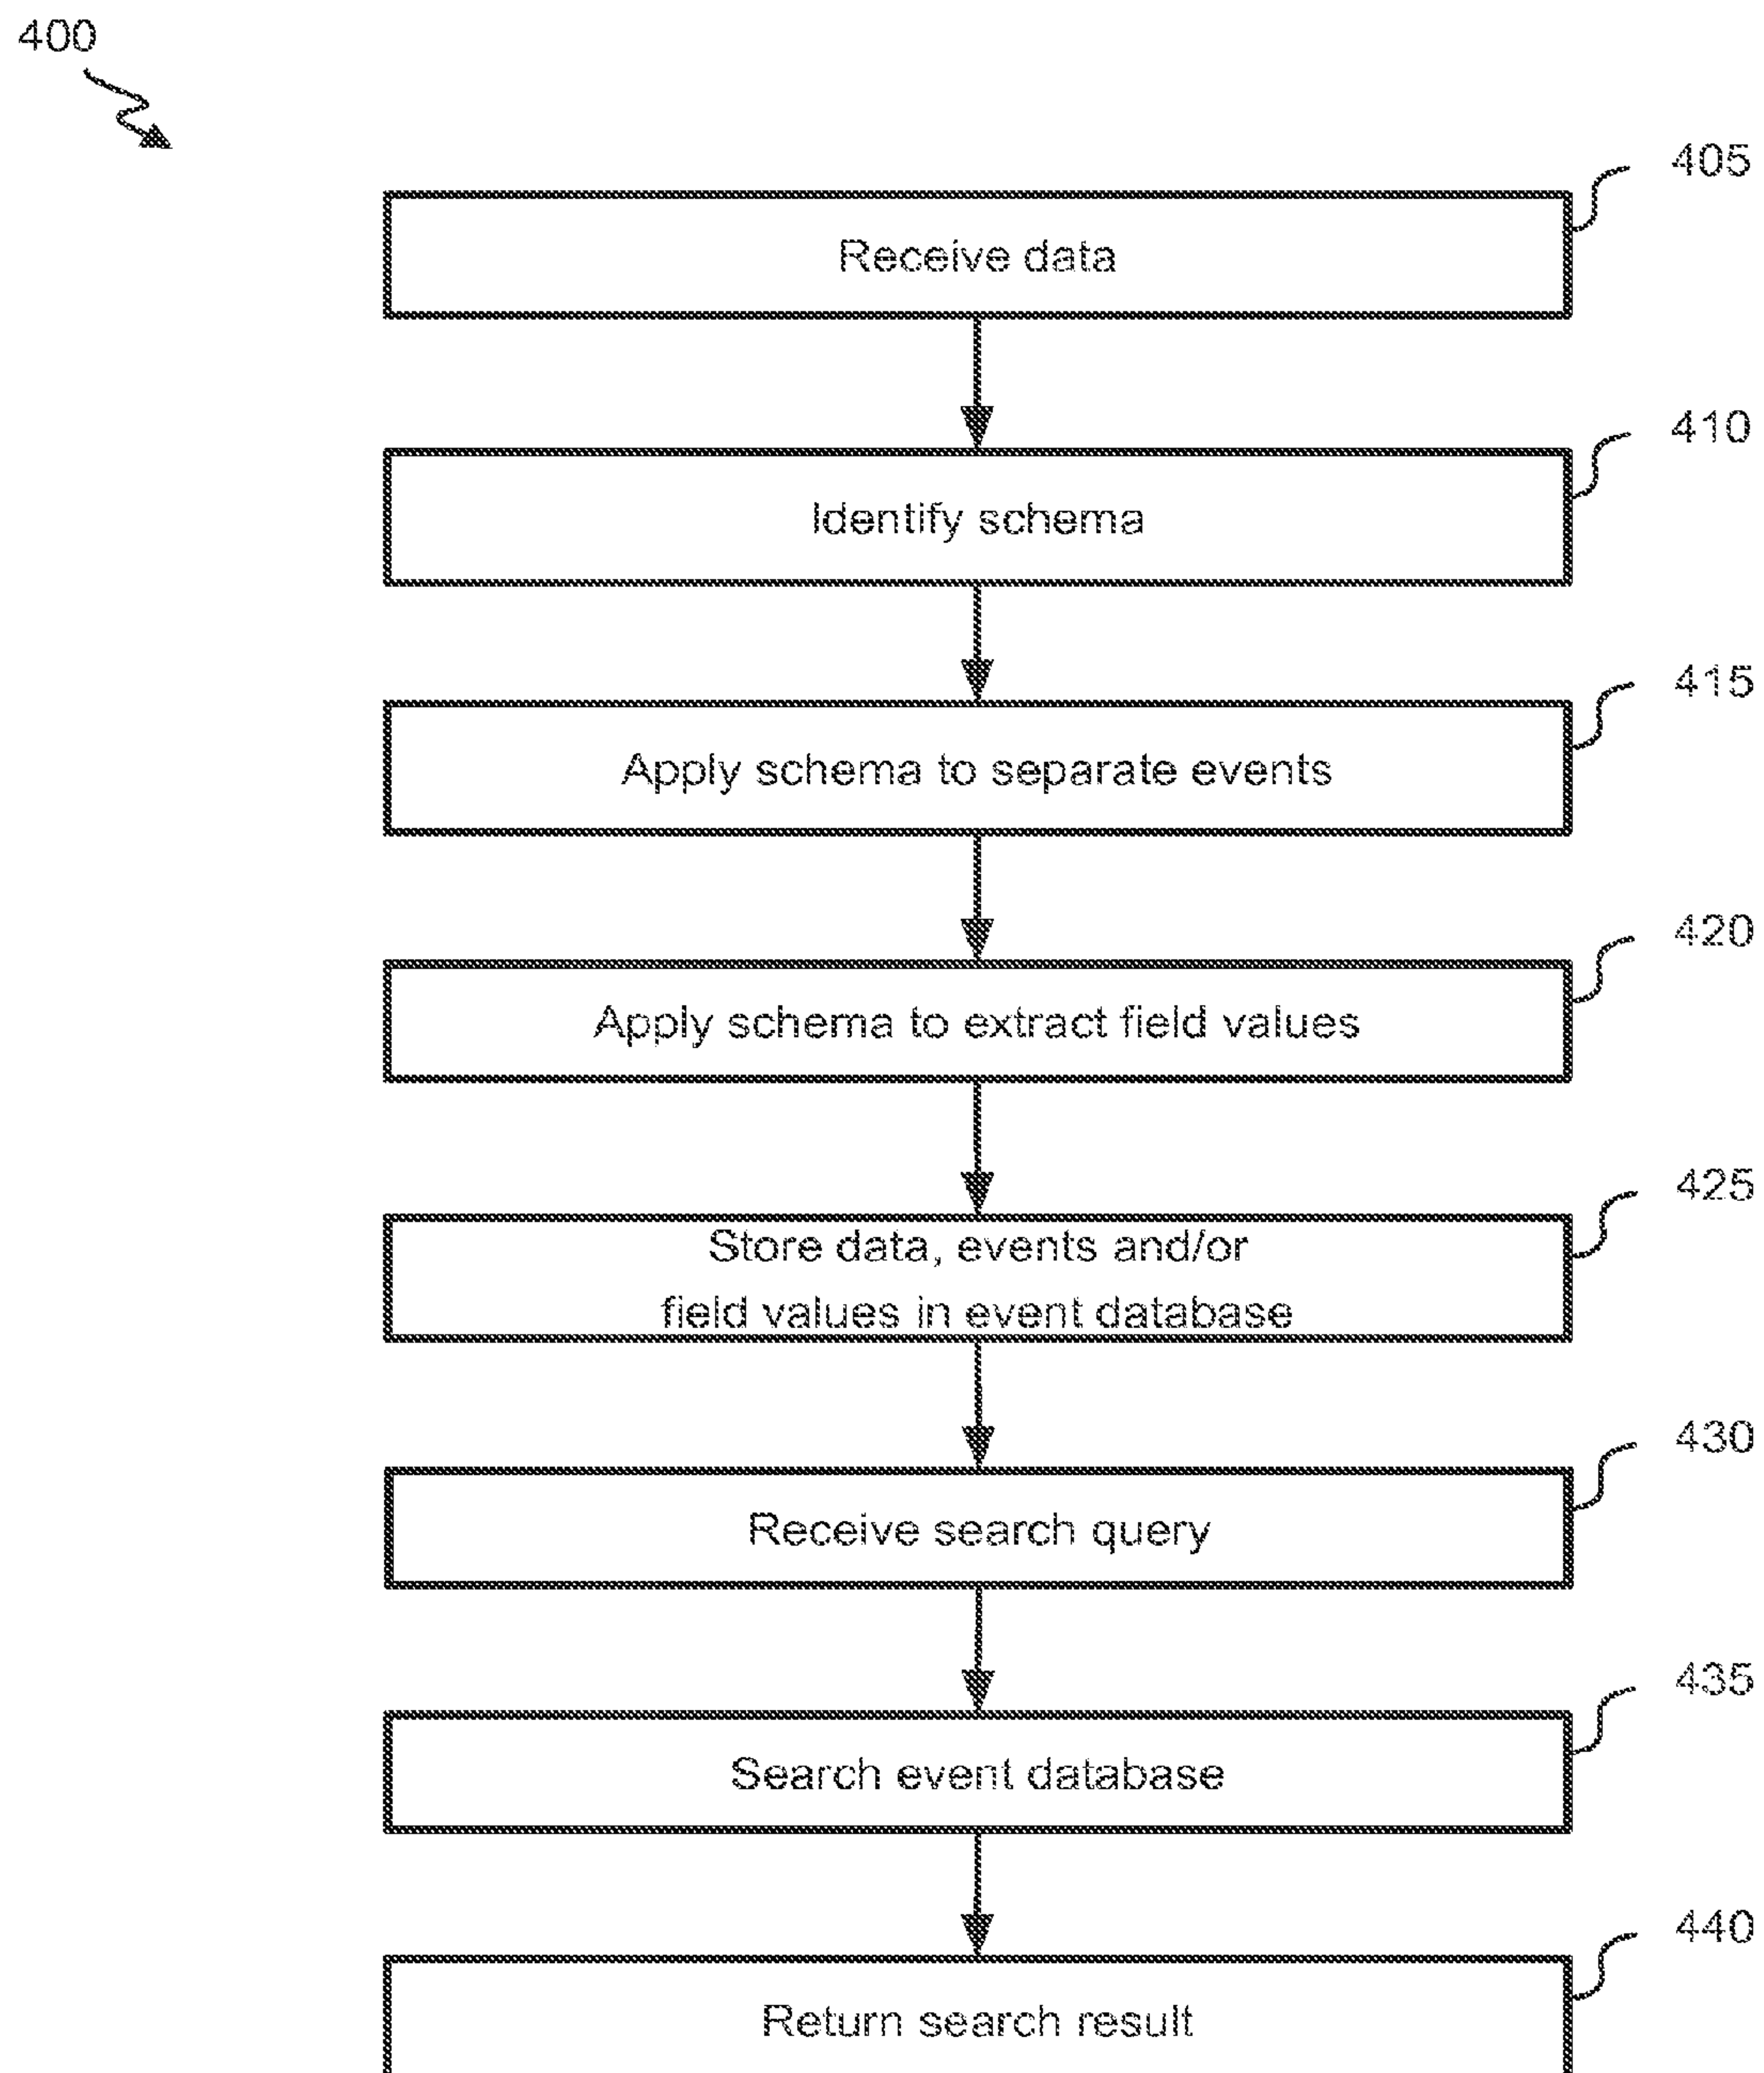 400
405
Receive data
410
Identify schema
415
Apply schema to separate events
420
Apply schema to extract field values
425
Store data, events and/or
field values in event database
430
Receive search query
435
Search event database
440
Return search result